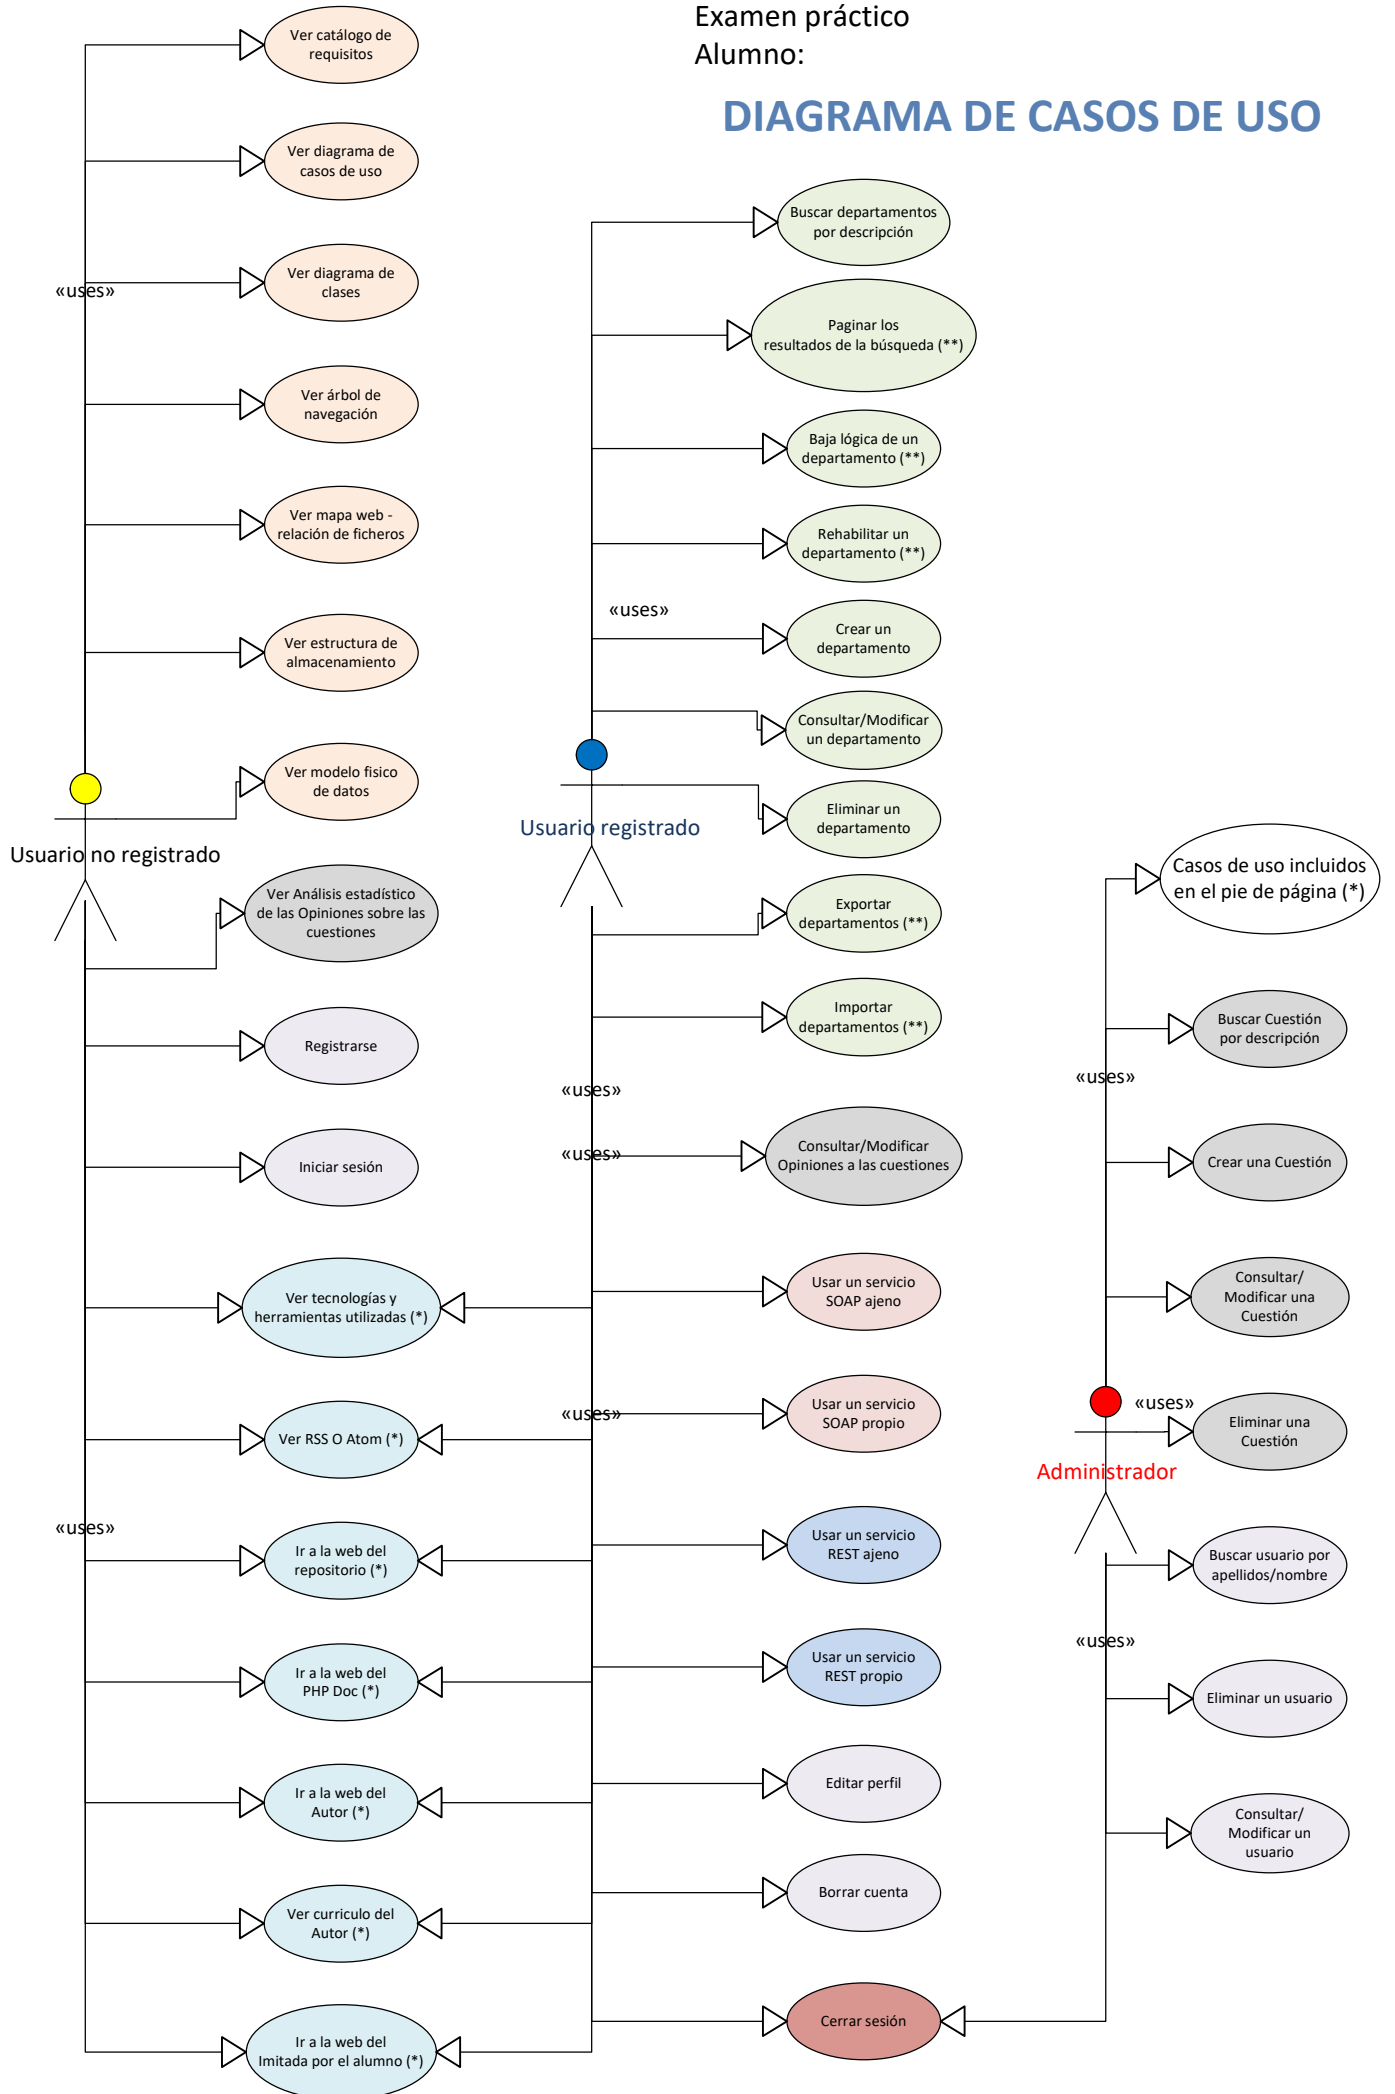 Examen práctico
Alumno:
DIAGRAMA DE CASOS DE USO
Ver catálogo de
requisitos
Ver diagrama de
casos de uso
Ver diagrama de
clases
«uses»
Ver árbol de
navegación
Ver mapa web -
relación de ficheros
Ver estructura de
almacenamiento
Ver modelo fisico
de datos
Usuario no registrado
Ver Análisis estadístico
de las Opiniones sobre las
cuestiones
Registrarse
Iniciar sesión
Ver tecnologías y
herramientas utilizadas (*)
Ver RSS O Atom (*)
«uses»
Ir a la web del
repositorio (*)
Ir a la web del
PHP Doc (*)
Ir a la web del
Autor (*)
Ver curriculo del
Autor (*)
Ir a la web del
Imitada por el alumno (*)
Buscar departamentos
por descripción
Paginar los
resultados de la búsqueda (**)
Baja lógica de un
departamento (**)
Rehabilitar un
departamento (**)
«uses»
Crear un
departamento
Consultar/Modificar
un departamento
Eliminar un
departamento
Usuario registrado
Exportar
departamentos (**)
Importar
departamentos (**)
«uses»
«uses»
Consultar/Modificar
Opiniones a las cuestiones
Usar un servicio
SOAP ajeno
Usar un servicio
SOAP propio
«uses»
Usar un servicio
REST ajeno
Usar un servicio
REST propio
Editar perfil
Borrar cuenta
Cerrar sesión
Casos de uso incluidos
en el pie de página (*)
Buscar Cuestión
por descripción
«uses»
Crear una Cuestión
Consultar/
Modificar una
Cuestión
«uses»
Eliminar una
Cuestión
Administrador
Buscar usuario por
apellidos/nombre
«uses»
Eliminar un usuario
Consultar/
Modificar un
usuario